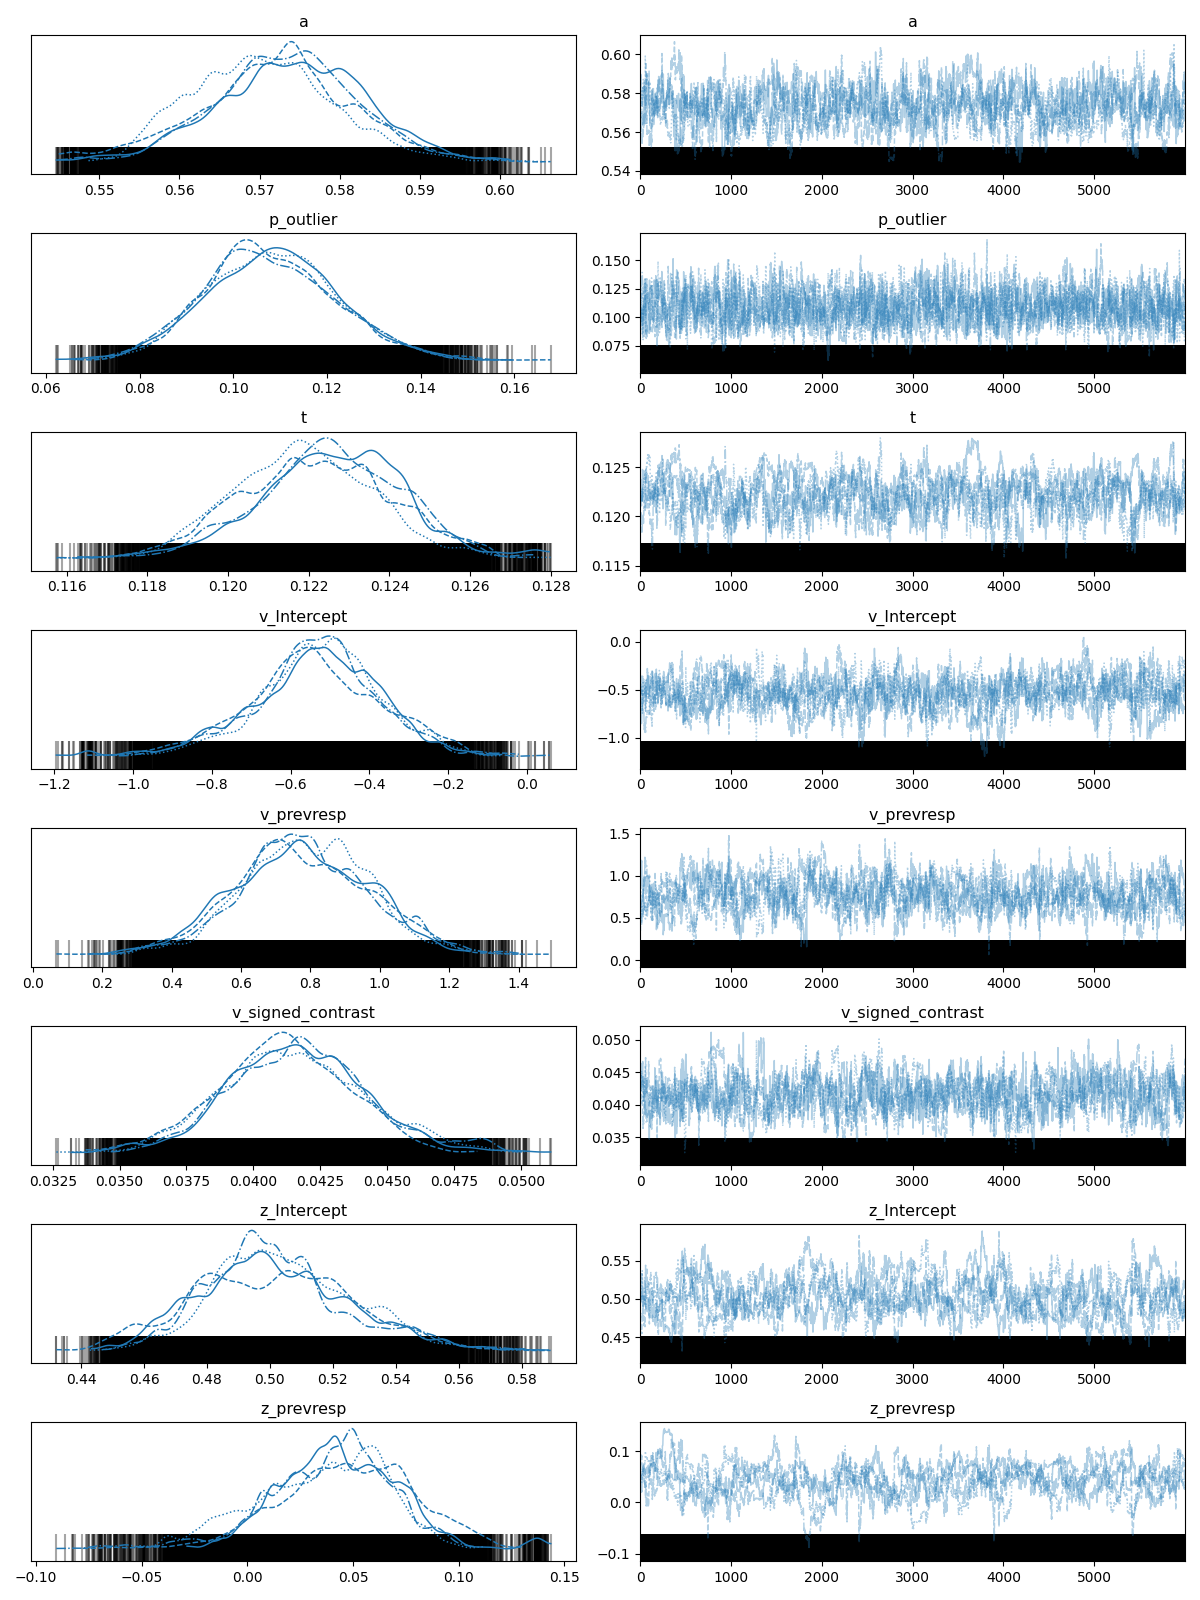 a
0.55 0.56 0.57 0.58 0.59 0.60
a
0.60
0.58
0.56
0.54
0 1000 2000 3000 4000 5000
p_outlier
0.06 0.08 0.10 0.12 0.14 0.16
p_outlier
0.150
0.125
0.100
0.075
0 1000 2000 3000 4000 5000
t
0.116 0.118 0.120 0.122 0.124 0.126 0.128
t
0.125
0.120
0.115
0 1000 2000 3000 4000 5000
v_Intercept
−1.2 −1.0 −0.8 −0.6 −0.4 −0.2 0.0
v_Intercept
0.0
−0.5
−1.0
0 1000 2000 3000 4000 5000
v_prevresp
0.0 0.2 0.4 0.6 0.8 1.0 1.2 1.4
v_prevresp
1.5
1.0
0.5
0.0
0 1000 2000 3000 4000 5000
v_signed_contrast
0.0325 0.0350 0.0375 0.0400 0.0425 0.0450 0.0475 0.0500
v_signed_contrast
0.050
0.045
0.040
0.035
0 1000 2000 3000 4000 5000
z_Intercept
0.44 0.46 0.48 0.50 0.52 0.54 0.56 0.58
z_Intercept
0.55
0.50
0.45
0 1000 2000 3000 4000 5000
z_prevresp
−0.10 −0.05 0.00 0.05 0.10 0.15
z_prevresp
0.1
0.0
−0.1
0 1000 2000 3000 4000 5000